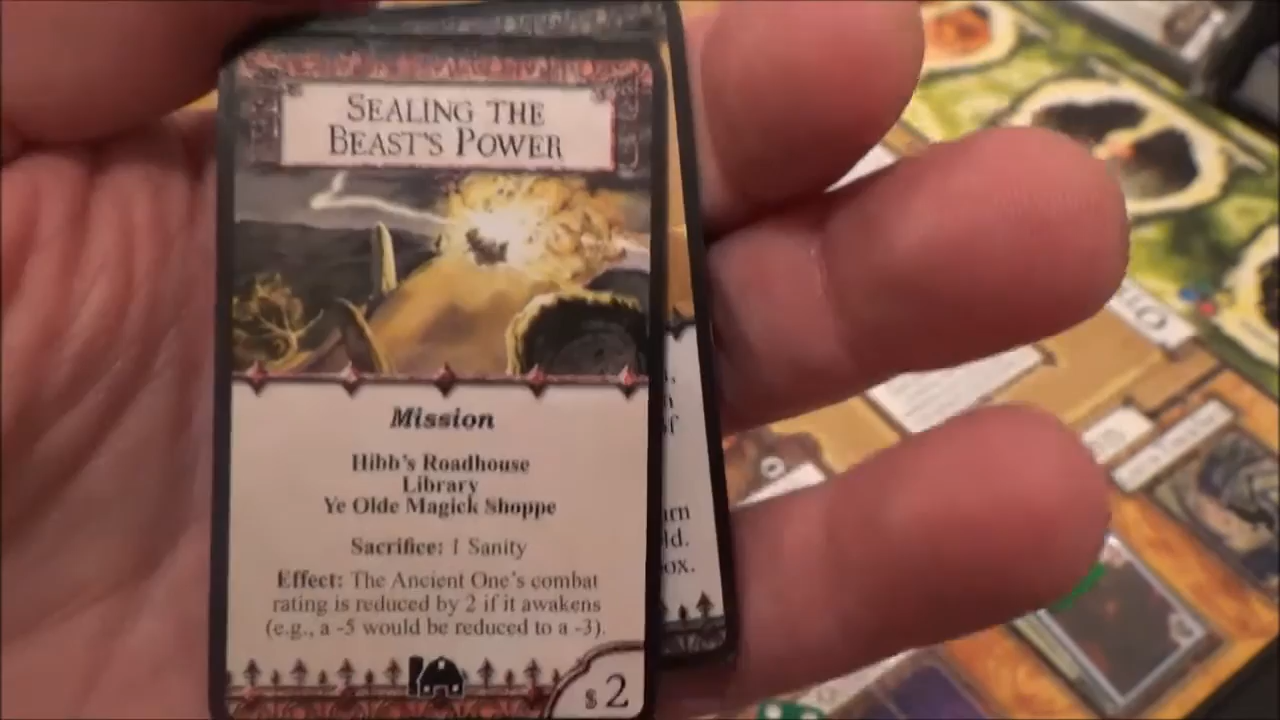 SEALING THE
BEAST'S POWER
Mission
Hibb's Roadhouse
Library
Ye Olde Magick Shoppe
Sacrifice: 1 Sanity
Effect: The Ancient One's combat
rating is reduced by 2 if it awakens
(e.g., a -5 would be reduced to a -3).
$2